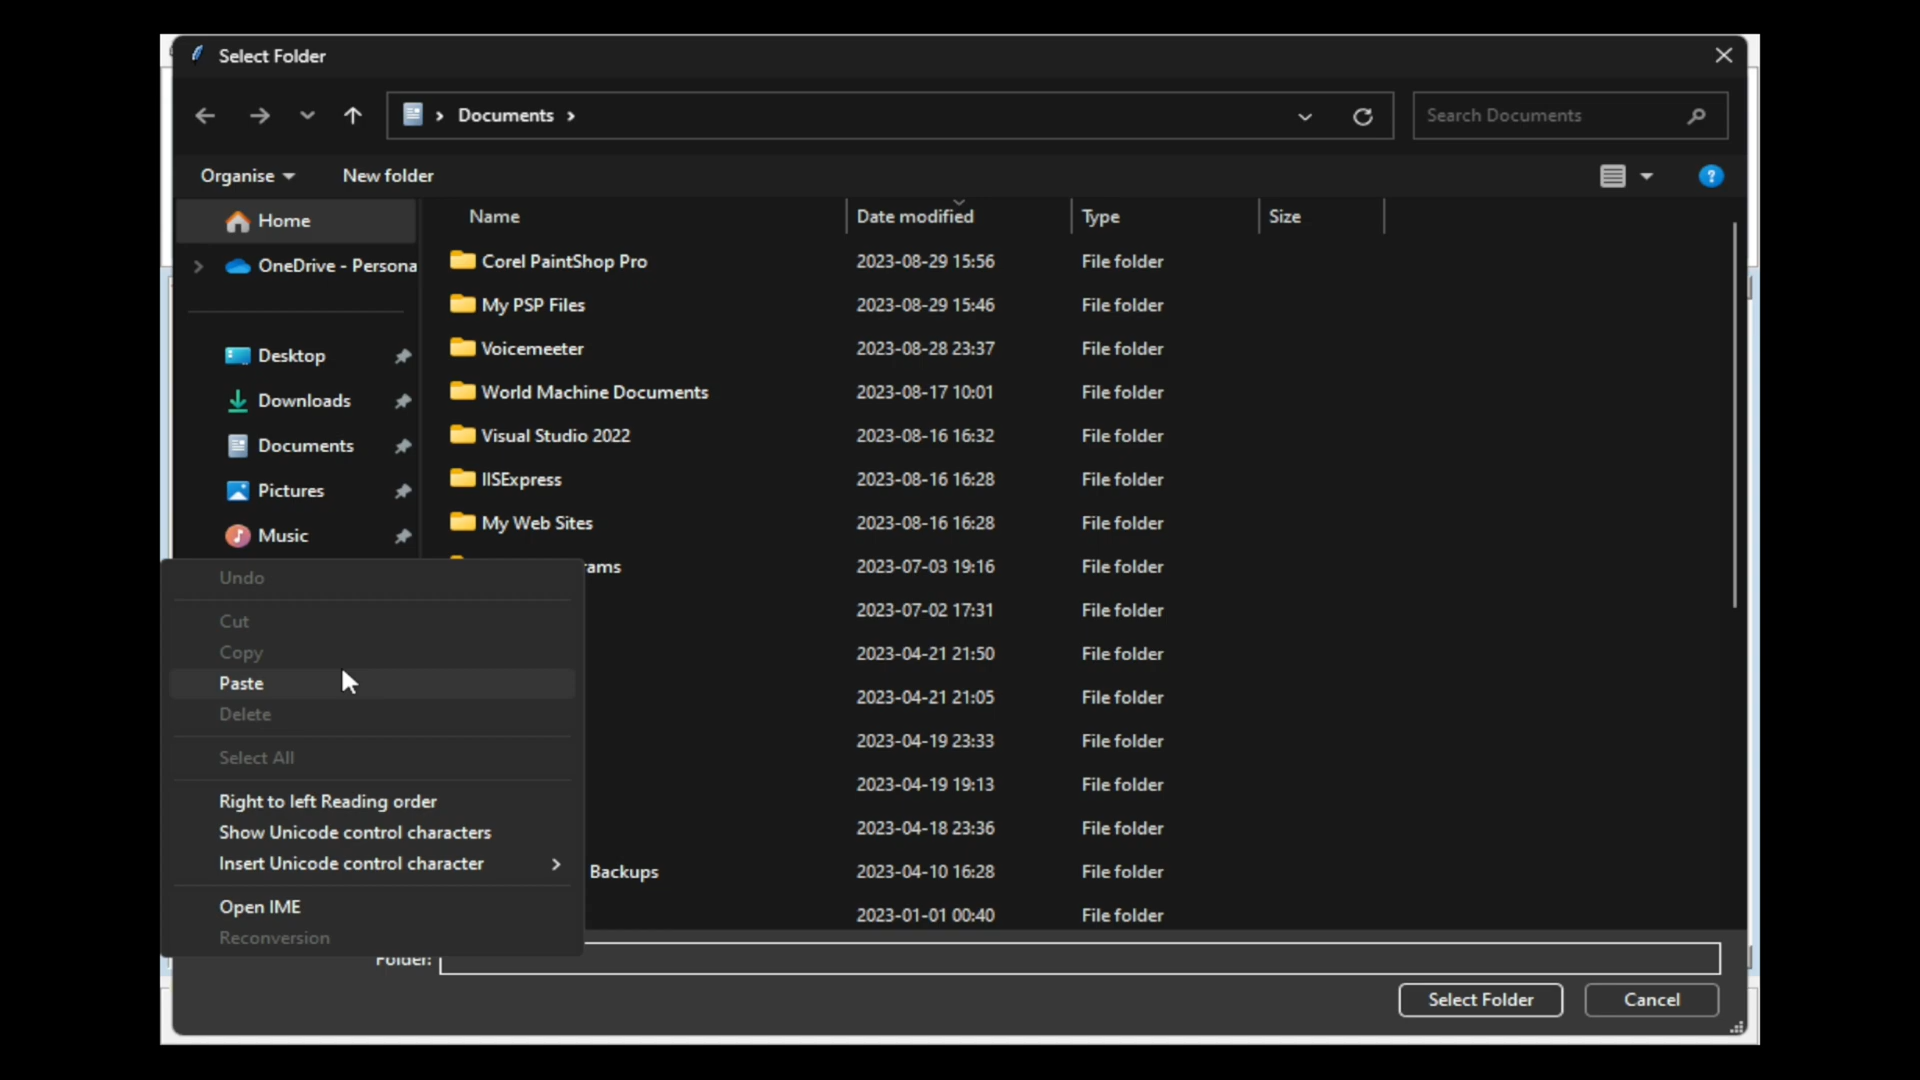 Select Folder
Documents
Search Documents
Organise
New folder
Home
OneDrive - Persona
Desktop
Downloads
Documents
Pictures
Music
Name Date modified Type Size
Corel PaintShop Pro 2023-08-29 15:56 File folder
My PSP Files 2023-08-29 15:46 File folder
Voicemeeter 2023-08-28 23:37 File folder
World Machine Documents 2023-08-17 10:01 File folder
Visual Studio 2022 2023-08-16 16:32 File folder
IISExpress 2023-08-16 16:28 File folder
My Web Sites 2023-08-16 16:28 File folder
rams 2023-07-03 19:16 File folder
2023-07-02 17:31 File folder
2023-04-21 21:50 File folder
2023-04-21 21:05 File folder
2023-04-19 23:33 File folder
2023-04-19 19:13 File folder
2023-04-18 23:36 File folder
Backups 2023-04-10 16:28 File folder
2023-01-01 00:40 File folder
Undo
Cut
Copy
Paste
Delete
Select All
Right to left Reading order
Show Unicode control characters
Insert Unicode control character
Open IME
Reconversion
Folder:
Select Folder
Cancel